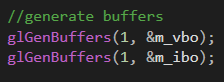 //generate buffers
glGenBuffers(1, &m_vbo);
glGenBuffers(1, &m_ibo);